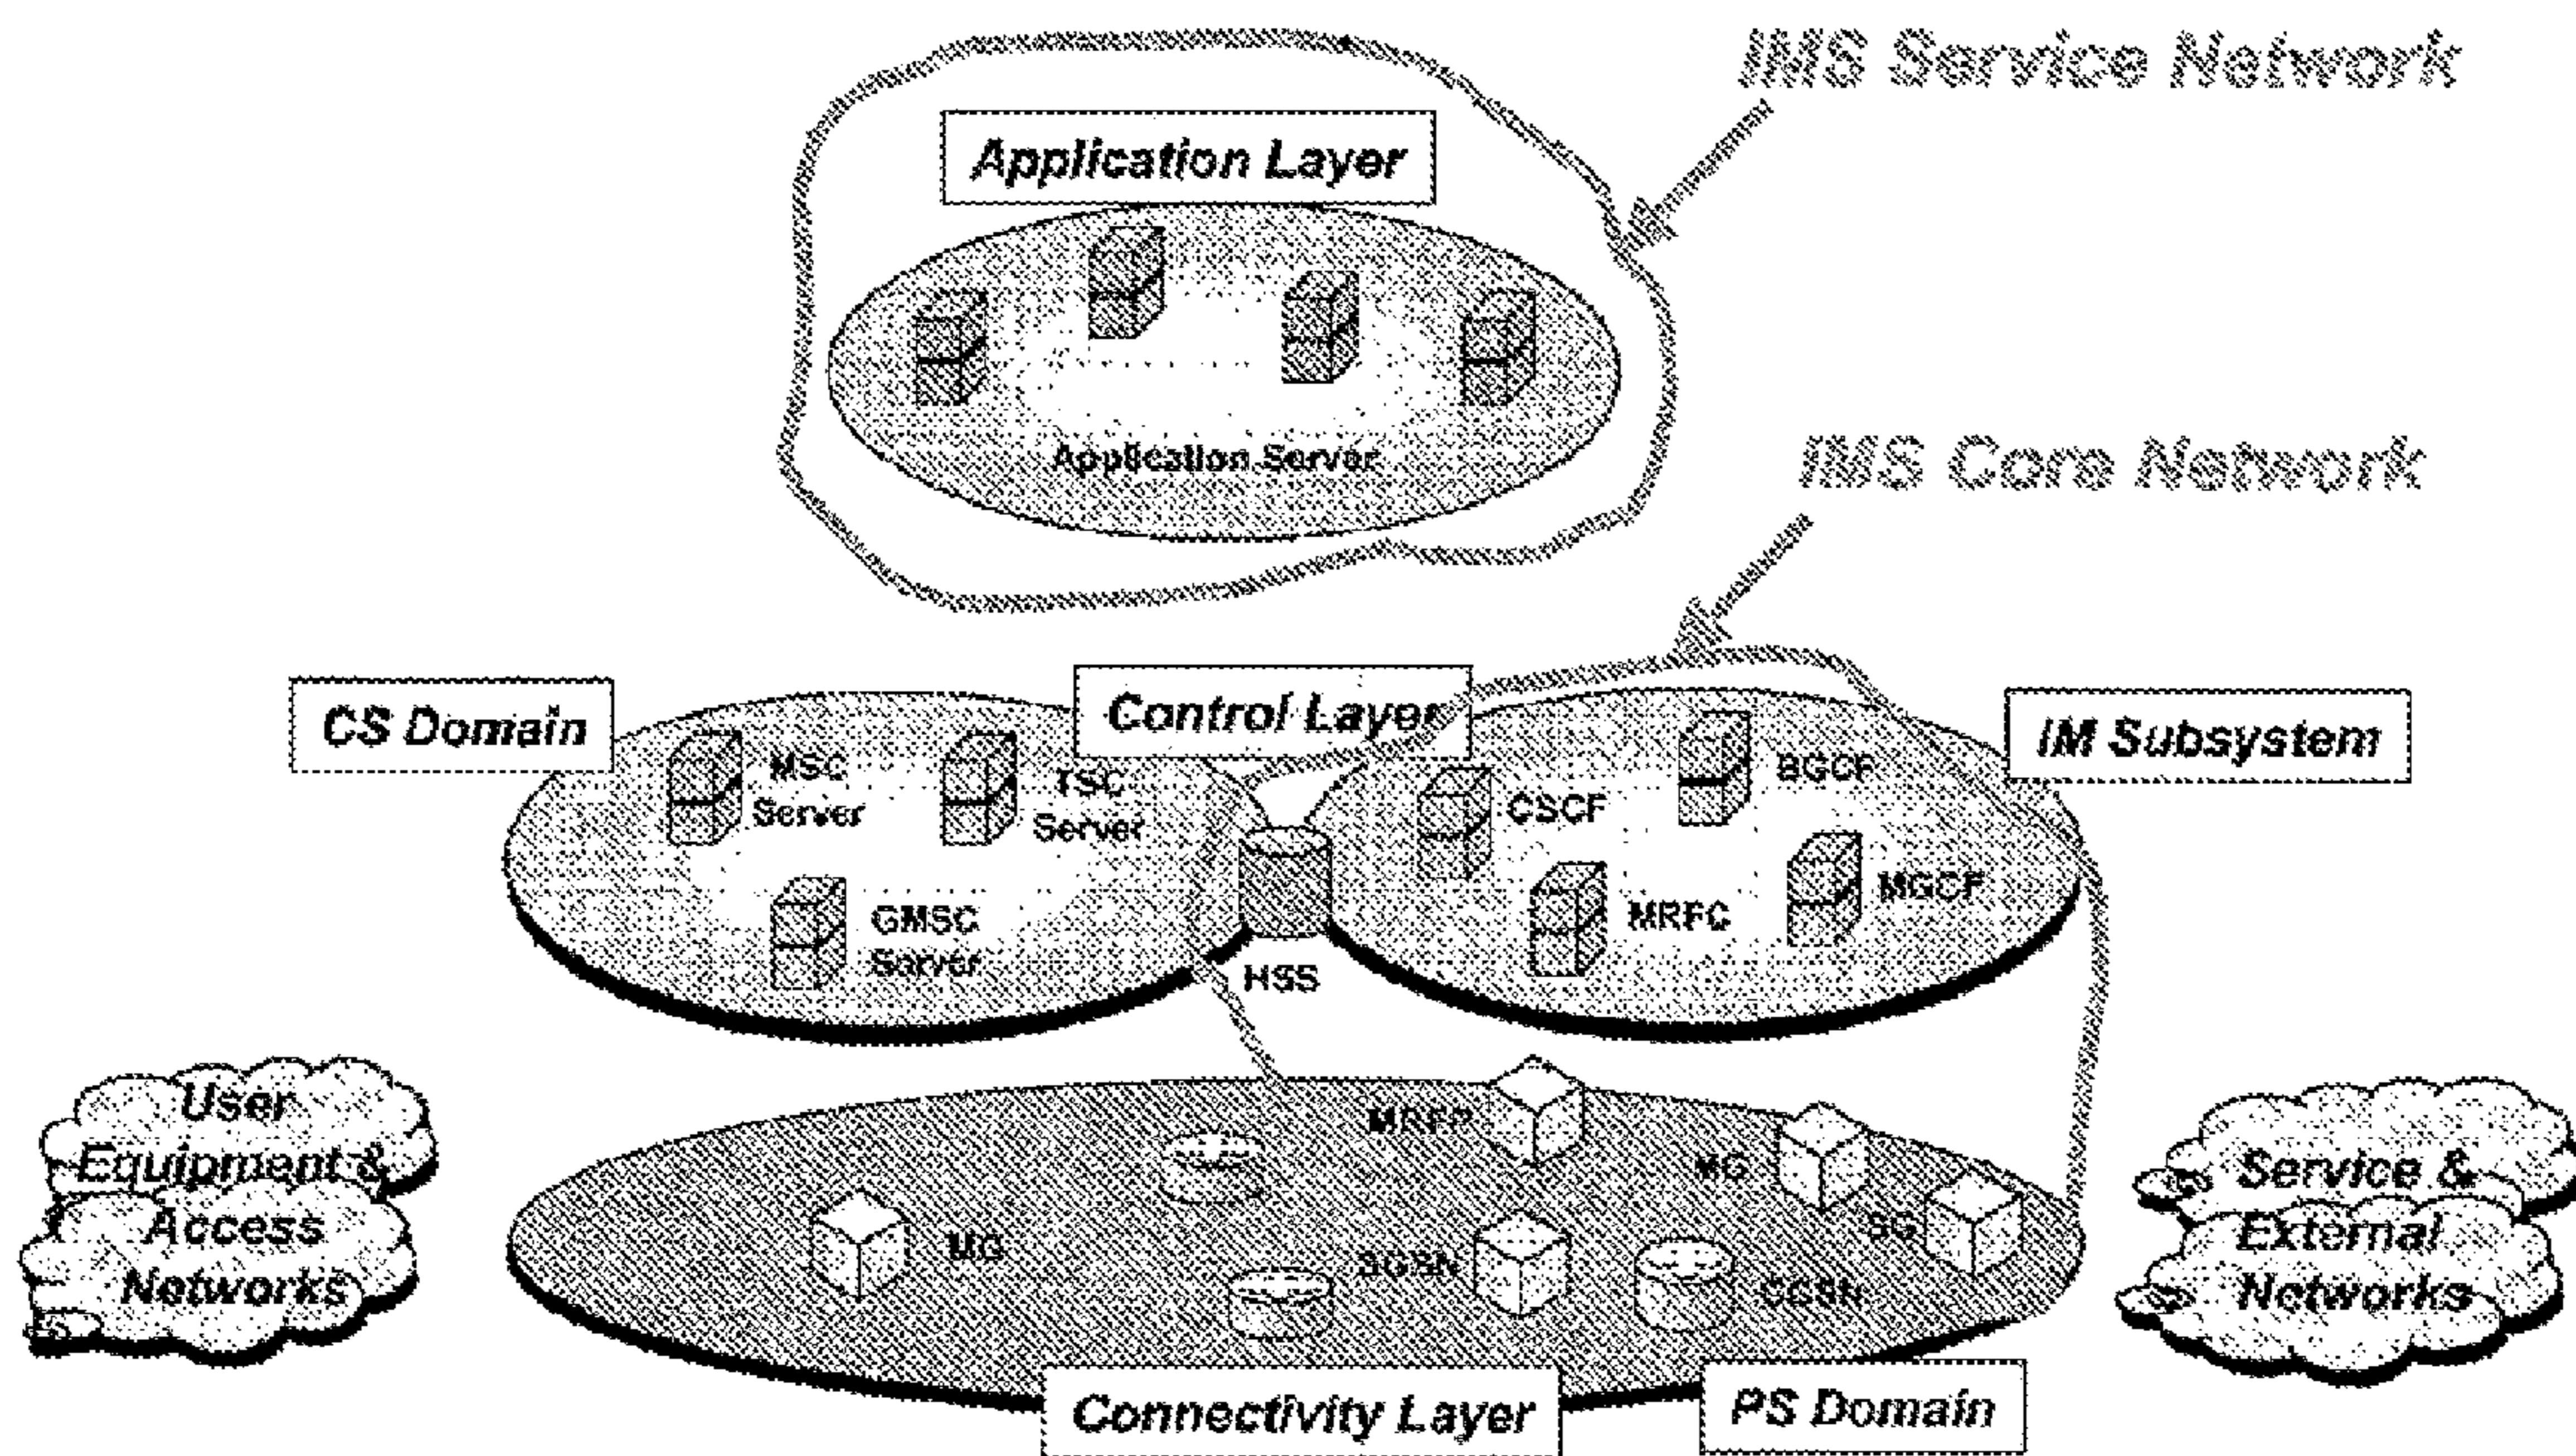 IMS Service Network
Application Layer
Application Server
IMS Core Network
CS Domain
Control Layer
IM Subsystem
MSC
Server
TSC
Server
GMSC
Server
HSS
CSCF
BGCF
MRFC
MGCF
User
Equipment &
Access
Networks
MRFP
MG
SG
MG
SGSN
GGSN
Service &
External
Networks
Connectivity Layer
PS Domain